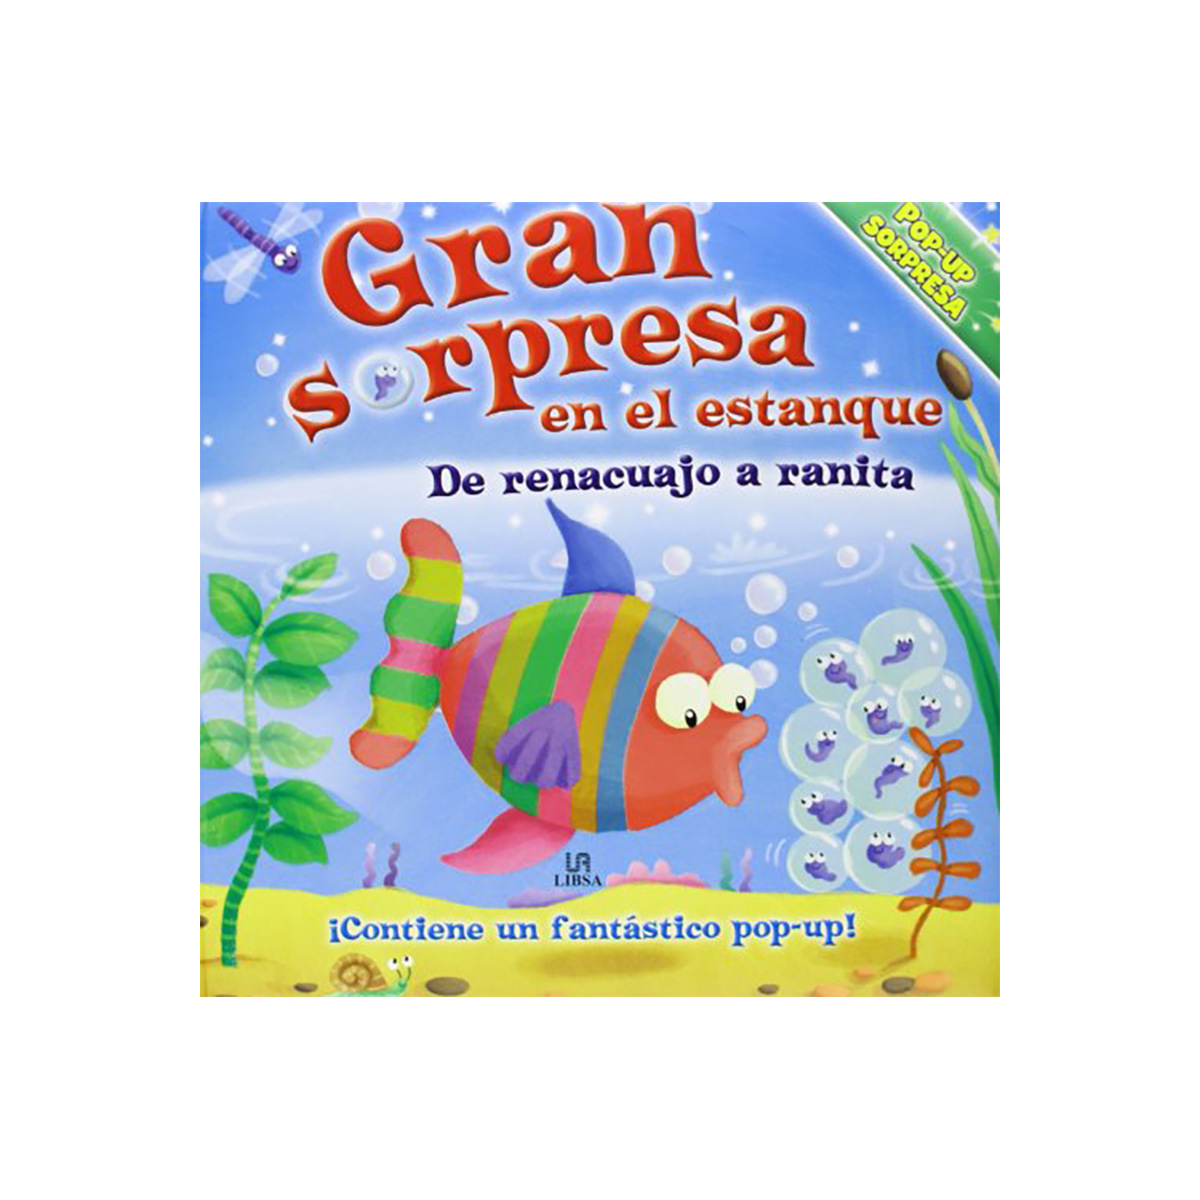 Gran
sorpresa
en el estanque
De renacuajo a ranita
POP-UP
SORPRESA
LIBSA
¡Contiene un fantástico pop-up!